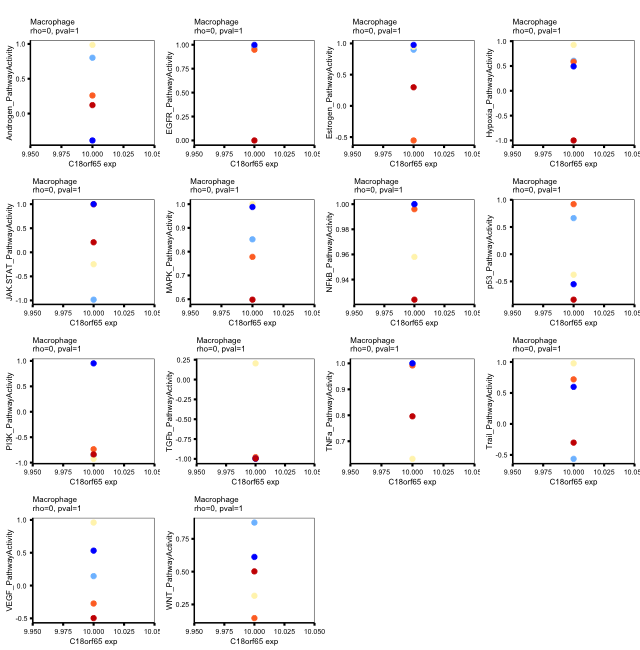 Macrophage
rho=0, pval=1
Androgen_PathwayActivity
1.0
0.5
0.0
9.950 9.975 10.000 10.025 10.05
C18orf65 exp
Macrophage
rho=0, pval=1
EGFR_PathwayActivity
1.00
0.75
0.50
0.25
0.00
9.950 9.975 10.000 10.025 10.05
C18orf65 exp
Macrophage
rho=0, pval=1
Estrogen_PathwayActivity
1.0
0.5
0.0
-0.5
9.950 9.975 10.000 10.025 10.05
C18orf65 exp
Macrophage
rho=0, pval=1
Hypoxia_PathwayActivity
1.0
0.5
0.0
-0.5
-1.0
9.950 9.975 10.000 10.025 10.05
C18orf65 exp
Macrophage
rho=0, pval=1
JAK.STAT_PathwayActivity
1.0
0.5
0.0
-0.5
-1.0
9.950 9.975 10.000 10.025 10.05
C18orf65 exp
Macrophage
rho=0, pval=1
MAPK_PathwayActivity
1.0
0.9
0.8
0.7
0.6
9.950 9.975 10.000 10.025 10.05
C18orf65 exp
Macrophage
rho=0, pval=1
NFkB_PathwayActivity
1.00
0.98
0.96
0.94
9.950 9.975 10.000 10.025 10.05
C18orf65 exp
Macrophage
rho=0, pval=1
p53_PathwayActivity
1.0
0.5
0.0
-0.5
9.950 9.975 10.000 10.025 10.05
C18orf65 exp
Macrophage
rho=0, pval=1
PI3K_PathwayActivity
1.0
0.5
0.0
-0.5
-1.0
9.950 9.975 10.000 10.025 10.05
C18orf65 exp
Macrophage
rho=0, pval=1
TGFb_PathwayActivity
0.25
0.00
-0.25
-0.50
-0.75
-1.00
9.950 9.975 10.000 10.025 10.05
C18orf65 exp
Macrophage
rho=0, pval=1
TNFa_PathwayActivity
1.0
0.9
0.8
0.7
9.950 9.975 10.000 10.025 10.05
C18orf65 exp
Macrophage
rho=0, pval=1
Trail_PathwayActivity
1.0
0.5
0.0
-0.5
9.950 9.975 10.000 10.025 10.05
C18orf65 exp
Macrophage
rho=0, pval=1
VEGF_PathwayActivity
1.0
0.5
0.0
-0.5
9.950 9.975 10.000 10.025 10.05
C18orf65 exp
Macrophage
rho=0, pval=1
WNT_PathwayActivity
0.75
0.50
0.25
9.950 9.975 10.000 10.025 10.050
C18orf65 exp